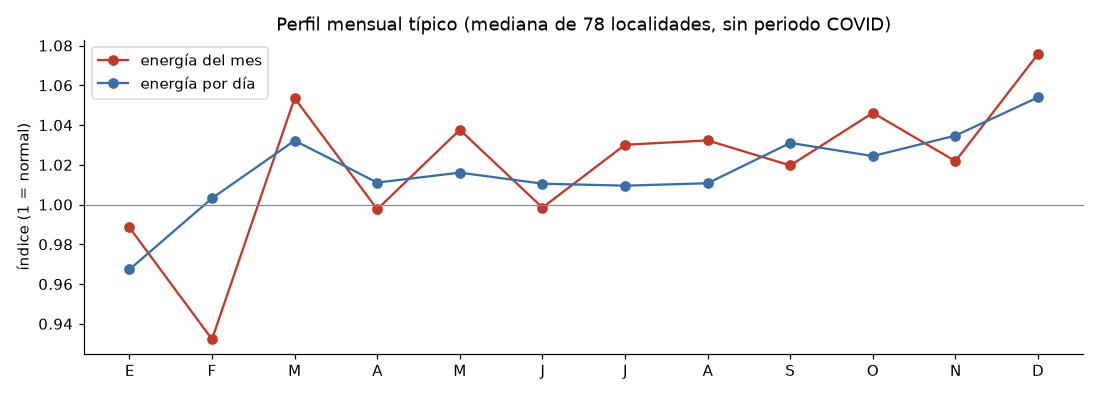 Perfil mensual típico (mediana de 78 localidades, sin periodo COVID)
energía del mes
energía por día
índice (1 = normal)
1.08
1.06
1.04
1.02
1.00
0.98
0.96
0.94
E F M A M J J A S O N D